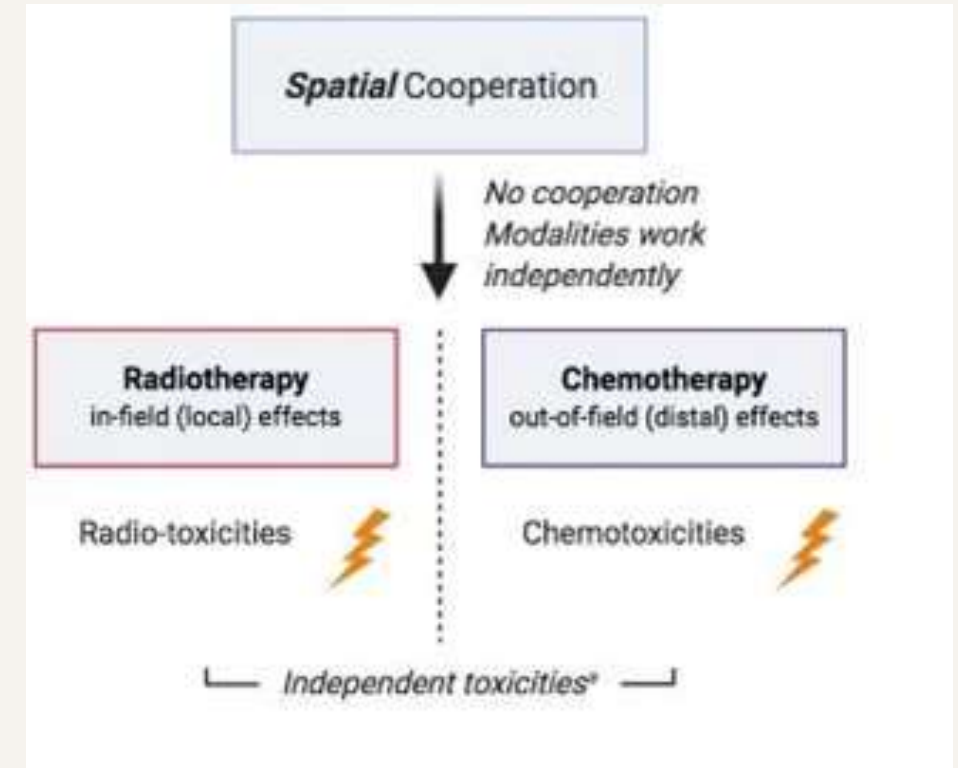 Spatial Cooperation
No cooperation
Modalities work
independently
Radiotherapy
in-field (local) effects
Chemotherapy
out-of-field (distal) effects
Radio-toxicities
Chemotoxicities
Independent toxicitiesª